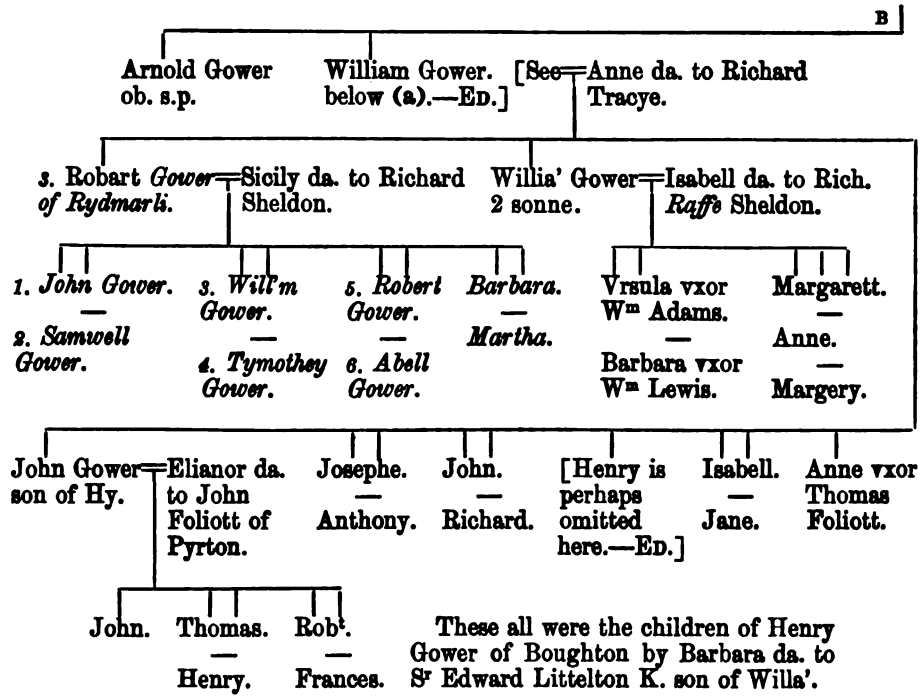 B
Arnold Gower
ob. s.p.
William Gower. [See=Anne da. to Richard
below (a).—ED.] Tracye.
3. Robart Gower=Sicily da. to Richard
of Rydmarli. Sheldon.
Willia' Gower=Isabell da. to Rich.
2 sonne. Raffe Sheldon.
1. John Gower.
—
2. Samwell
Gower.
3. Will'm
Gower.
—
4. Tymothey
Gower.
5. Robert
Gower.
—
6. Abell
Gower.
Barbara.
—
Martha.
Vrsula vxor
Wm Adams.
—
Barbara vxor
Wm Lewis.
Margarett.
—
Anne.
—
Margery.
John Gower=Elianor da.
son of Hy. to John
Foliott of
Pyrton.
Josephe.
—
Anthony.
John.
—
Richard.
[Henry is
perhaps
omitted
here.—ED.]
Isabell.
—
Jane.
Anne vxor
Thomas
Foliott.
John.
Thomas.
—
Henry.
Robt.
—
Frances.
These all were the children of Henry
Gower of Boughton by Barbara da. to
Sr Edward Littelton K. son of Willa'.